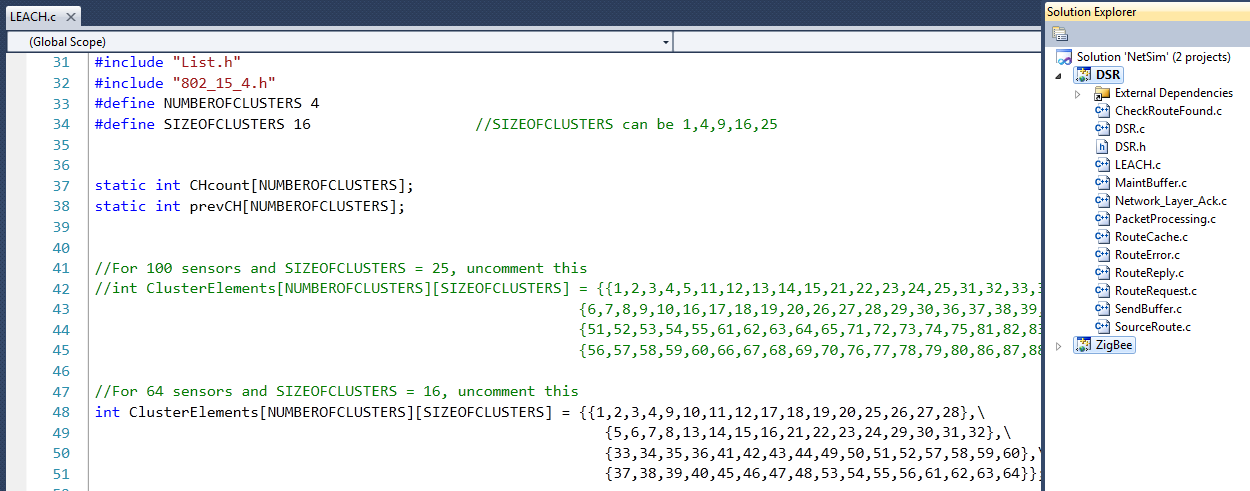 LEACH.c
(Global Scope)
31 #include "List.h"
32 #include "802_15_4.h"
33 #define NUMBEROFCLUSTERS 4
34 #define SIZEOFCLUSTERS 16 //SIZEOFCLUSTERS can be 1,4,9,16,25
35
36
37 static int CHcount[NUMBEROFCLUSTERS];
38 static int prevCH[NUMBEROFCLUSTERS];
39
40
41 //For 100 sensors and SIZEOFCLUSTERS = 25, uncomment this
42 //int ClusterElements[NUMBEROFCLUSTERS][SIZEOFCLUSTERS] = {{1,2,3,4,5,11,12,13,14,15,21,22,23,24,25,31,32,33,3
43 {6,7,8,9,10,16,17,18,19,20,26,27,28,29,30,36,37,38,39,
44 {51,52,53,54,55,61,62,63,64,65,71,72,73,74,75,81,82,83
45 {56,57,58,59,60,66,67,68,69,70,76,77,78,79,80,86,87,88
46
47 //For 64 sensors and SIZEOFCLUSTERS = 16, uncomment this
48 int ClusterElements[NUMBEROFCLUSTERS][SIZEOFCLUSTERS] = {{1,2,3,4,9,10,11,12,17,18,19,20,25,26,27,28},\
49 {5,6,7,8,13,14,15,16,21,22,23,24,29,30,31,32},\
50 {33,34,35,36,41,42,43,44,49,50,51,52,57,58,59,60},\
51 {37,38,39,40,45,46,47,48,53,54,55,56,61,62,63,64}};
Solution Explorer
Solution 'NetSim' (2 projects)
DSR
External Dependencies
CheckRouteFound.c
DSR.c
DSR.h
LEACH.c
MaintBuffer.c
Network_Layer_Ack.c
PacketProcessing.c
RouteCache.c
RouteError.c
RouteReply.c
RouteRequest.c
SendBuffer.c
SourceRoute.c
ZigBee